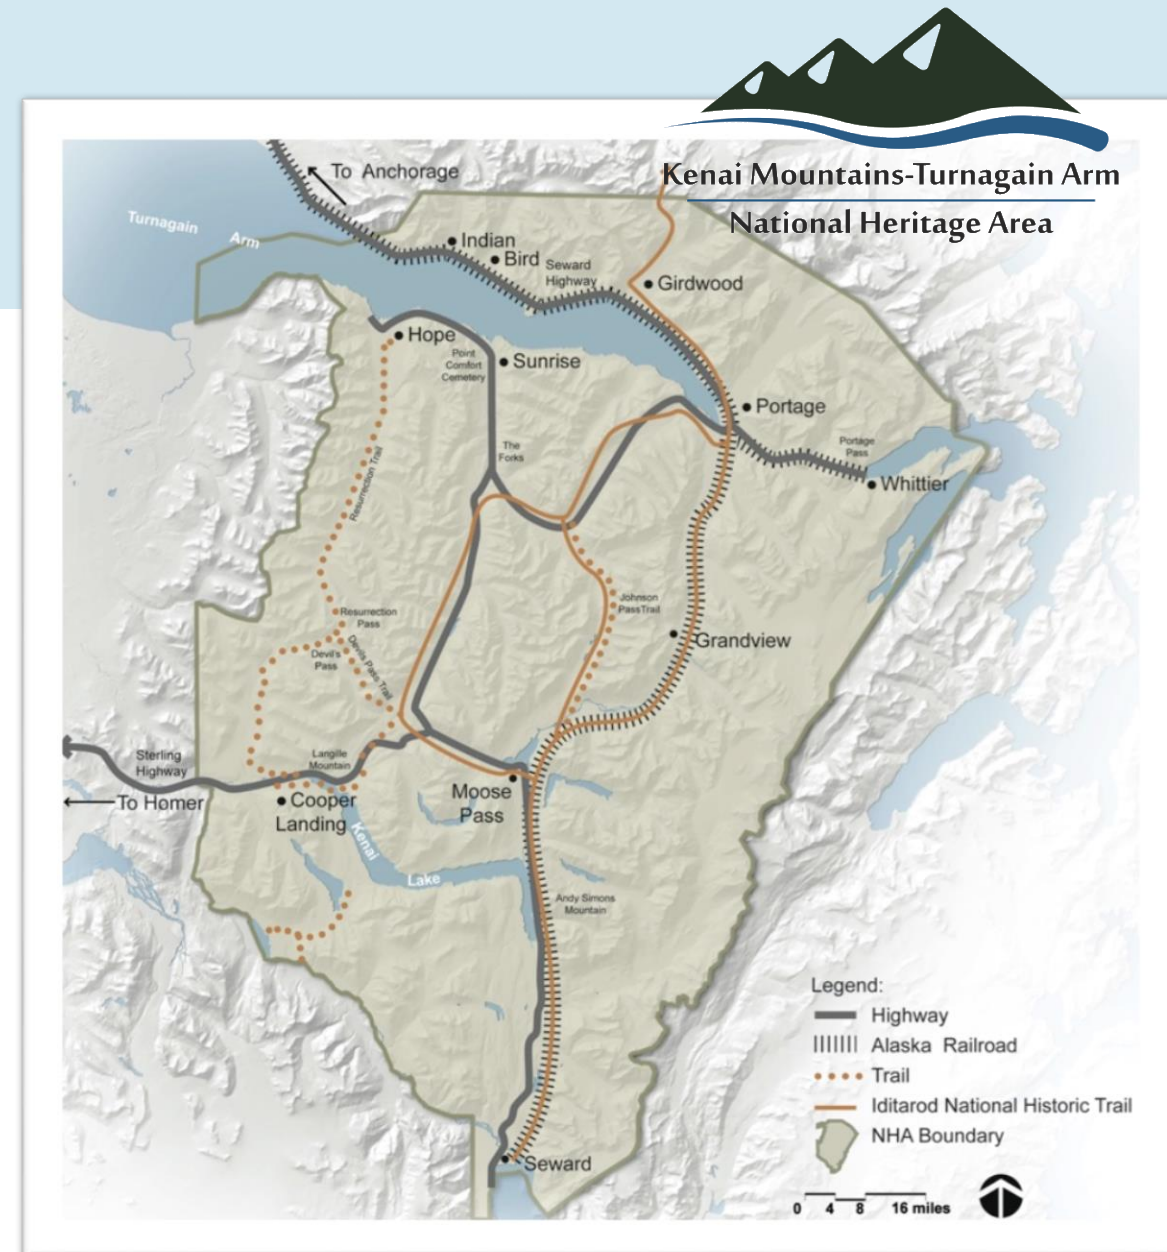 Kenai Mountains-Turnagain Arm
National Heritage Area
To Anchorage
Turnagain
Arm
Indian
Bird
Seward
Highway
Girdwood
Hope
Point
Comfort
Cemetery
Sunrise
Portage
The
Forks
Portage
Pass
Whittier
Resurrection Trail
Johnson
PassTrail
Resurrection
Pass
Grandview
Devil's
Pass
Devils Pass Trail
Sterling
Highway
Langille
Mountain
To Homer
Cooper
Landing
Moose
Pass
Kenai
Lake
Andy Simons
Mountain
Legend:
Highway
Alaska Railroad
Trail
Iditarod National Historic Trail
NHA Boundary
Seward
0 4 8 16 miles